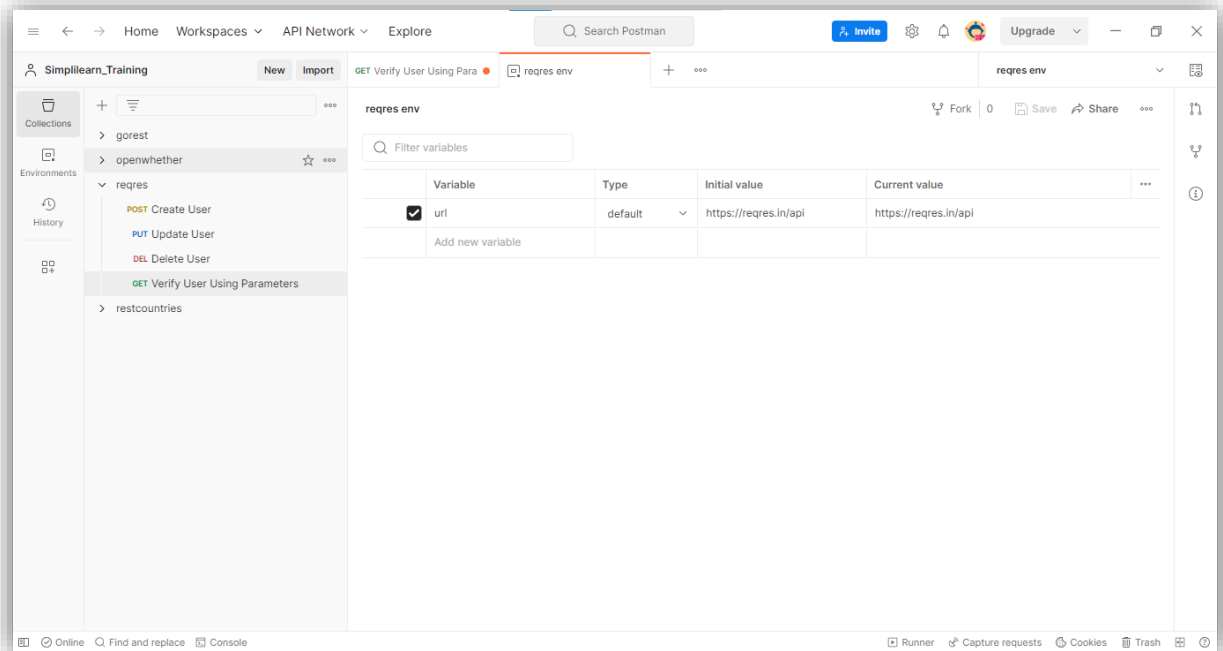 Home Workspaces API Network Explore Search Postman Invite Upgrade
Simplilearn_Training New Import GET Verify User Using Para reqres env reqres env
Collections
Environments
History
gorest
openwhether
reqres
POST Create User
PUT Update User
DEL Delete User
GET Verify User Using Parameters
restcountries
reqres env Fork 0 Save Share
Filter variables
Variable Type Initial value Current value
url default https://reqres.in/api https://reqres.in/api
Add new variable
Online Find and replace Console Runner Capture requests Cookies Trash